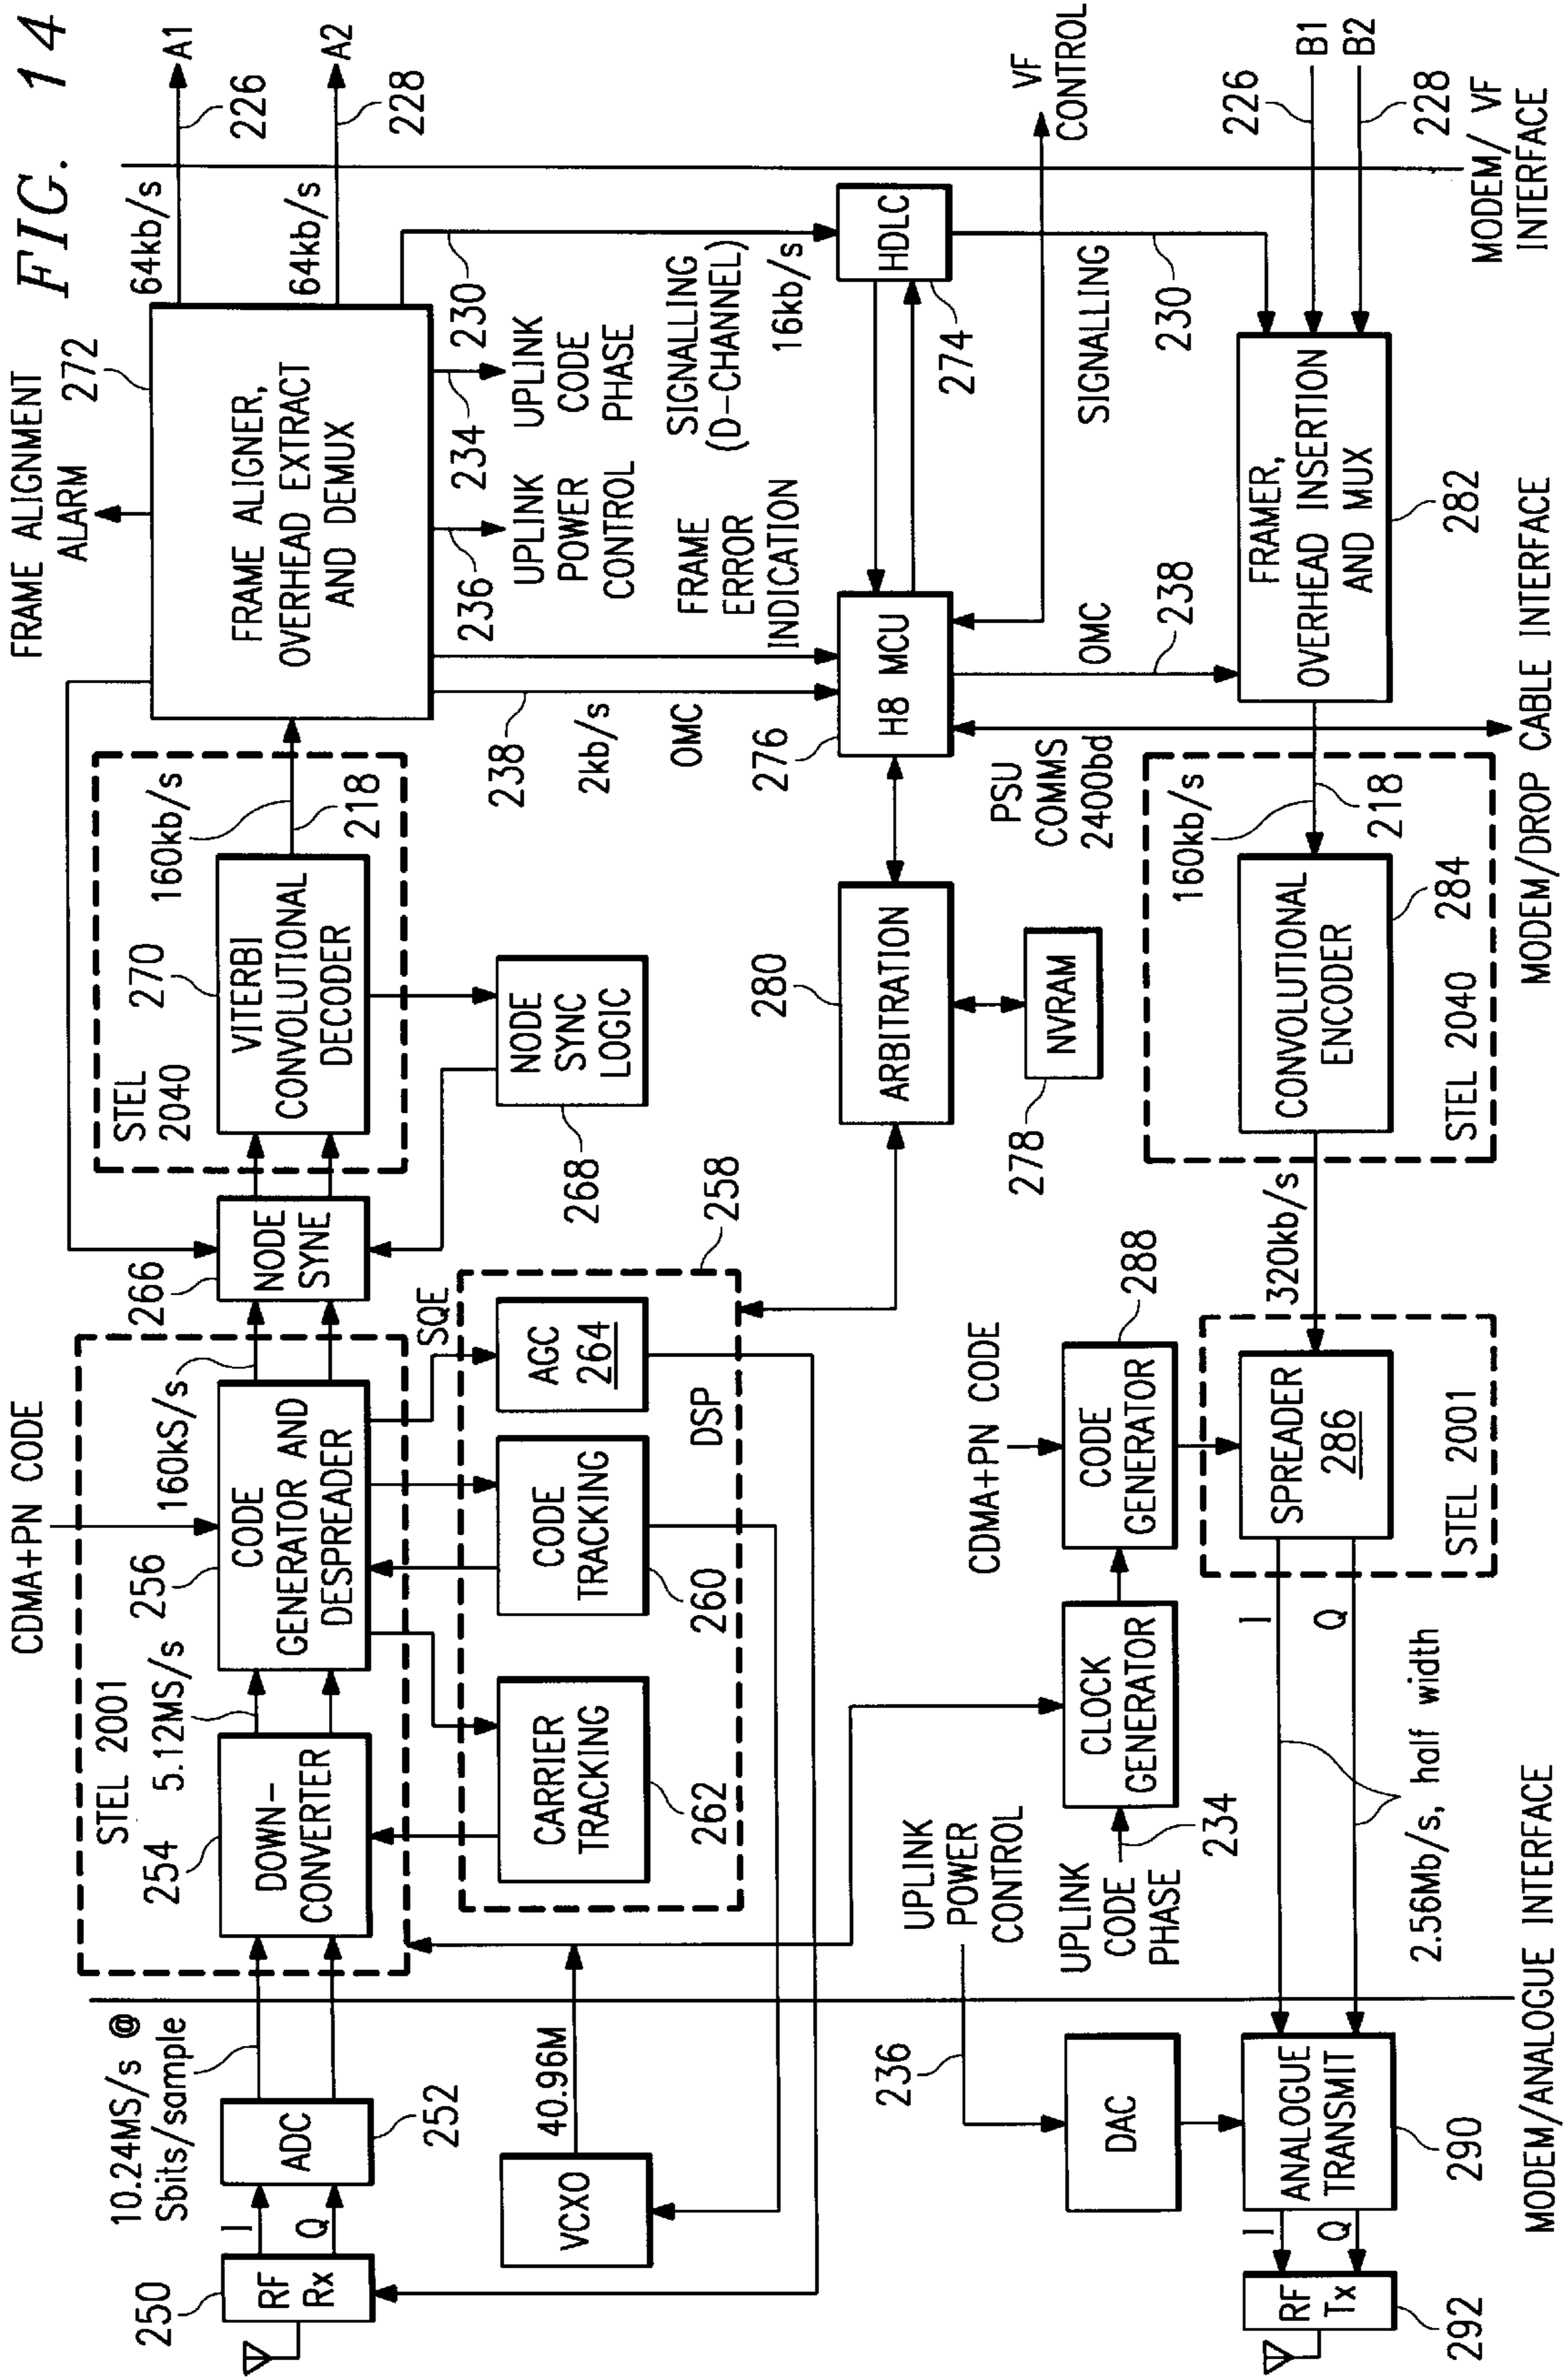 FIG. 14
FRAME ALIGNMENT
ALARM
272
64kb/s
A1
226
64kb/s
A2
228
FRAME ALIGNER,
OVERHEAD EXTRACT
AND DEMUX
CDMA+PN CODE
STEL 2001
254
5.12MS/s
256
160kS/s
266
STEL
2040
270
160kb/s
218
10.24MS/s @
Sbits/sample
250
RF
Rx
I
Q
ADC
252
DOWN-
CONVERTER
CODE
GENERATOR AND
DESPREADER
NODE
SYNE
VITERBI
CONVOLUTIONAL
DECODER
NODE
SYNC
LOGIC
268
SQE
258
VCXO
40.96M
CARRIER
TRACKING
262
CODE
TRACKING
260
AGC
264
DSP
236
UPLINK
POWER
CONTROL
234
UPLINK
CODE
PHASE
230
SIGNALLING
(D-CHANNEL)
16kb/s
238
2kb/s
OMC
FRAME
ERROR
INDICATION
276
H8 MCU
HDLC
274
VF
CONTROL
280
ARBITRATION
278
NVRAM
PSU
COMMS
2400bd
OMC
238
SIGNALLING
230
226
B1
B2
228
236
UPLINK
POWER
CONTROL
DAC
UPLINK
CODE
PHASE
234
CLOCK
GENERATOR
CDMA+PN CODE
CODE
GENERATOR
288
320kb/s
160kb/s
218
RF
Tx
292
I
Q
ANALOGUE
TRANSMIT
290
I
Q
2.56Mb/s, half width
SPREADER
286
STEL 2001
CONVOLUTIONAL
ENCODER
284
STEL 2040
FRAMER,
OVERHEAD INSERTION
AND MUX
282
MODEM/ANALOGUE INTERFACE
MODEM/DROP CABLE INTERFACE
MODEM/ VF
INTERFACE